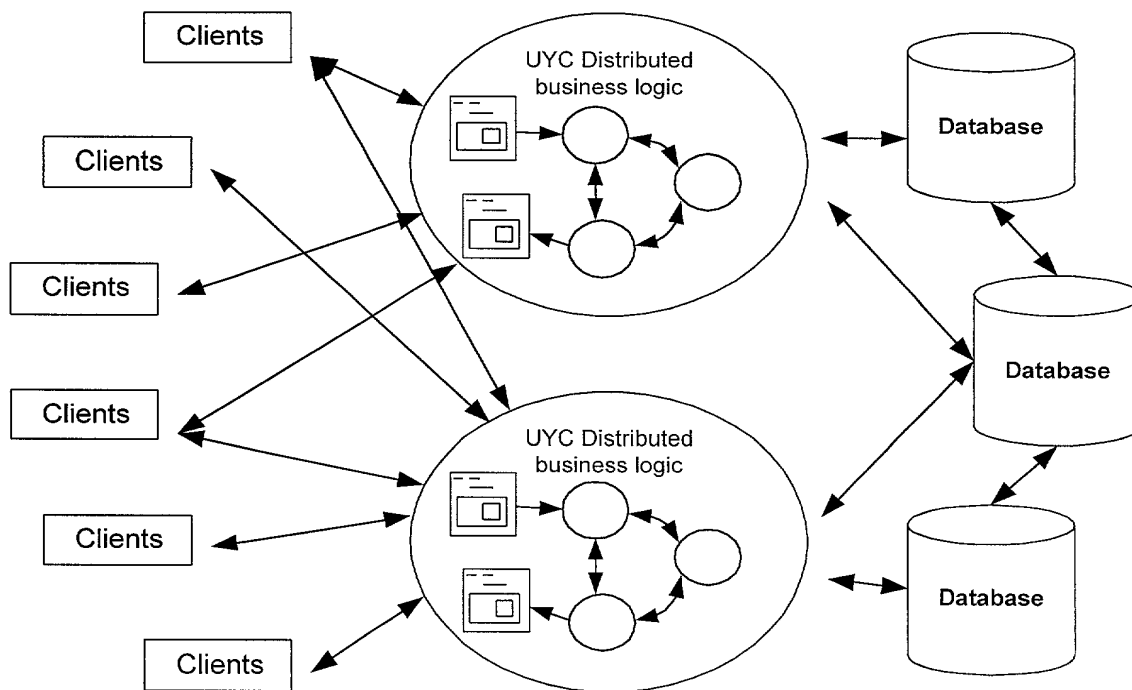 Clients
Clients
Clients
Clients
Clients
Clients
UYC Distributed
business logic
UYC Distributed
business logic
Database
Database
Database